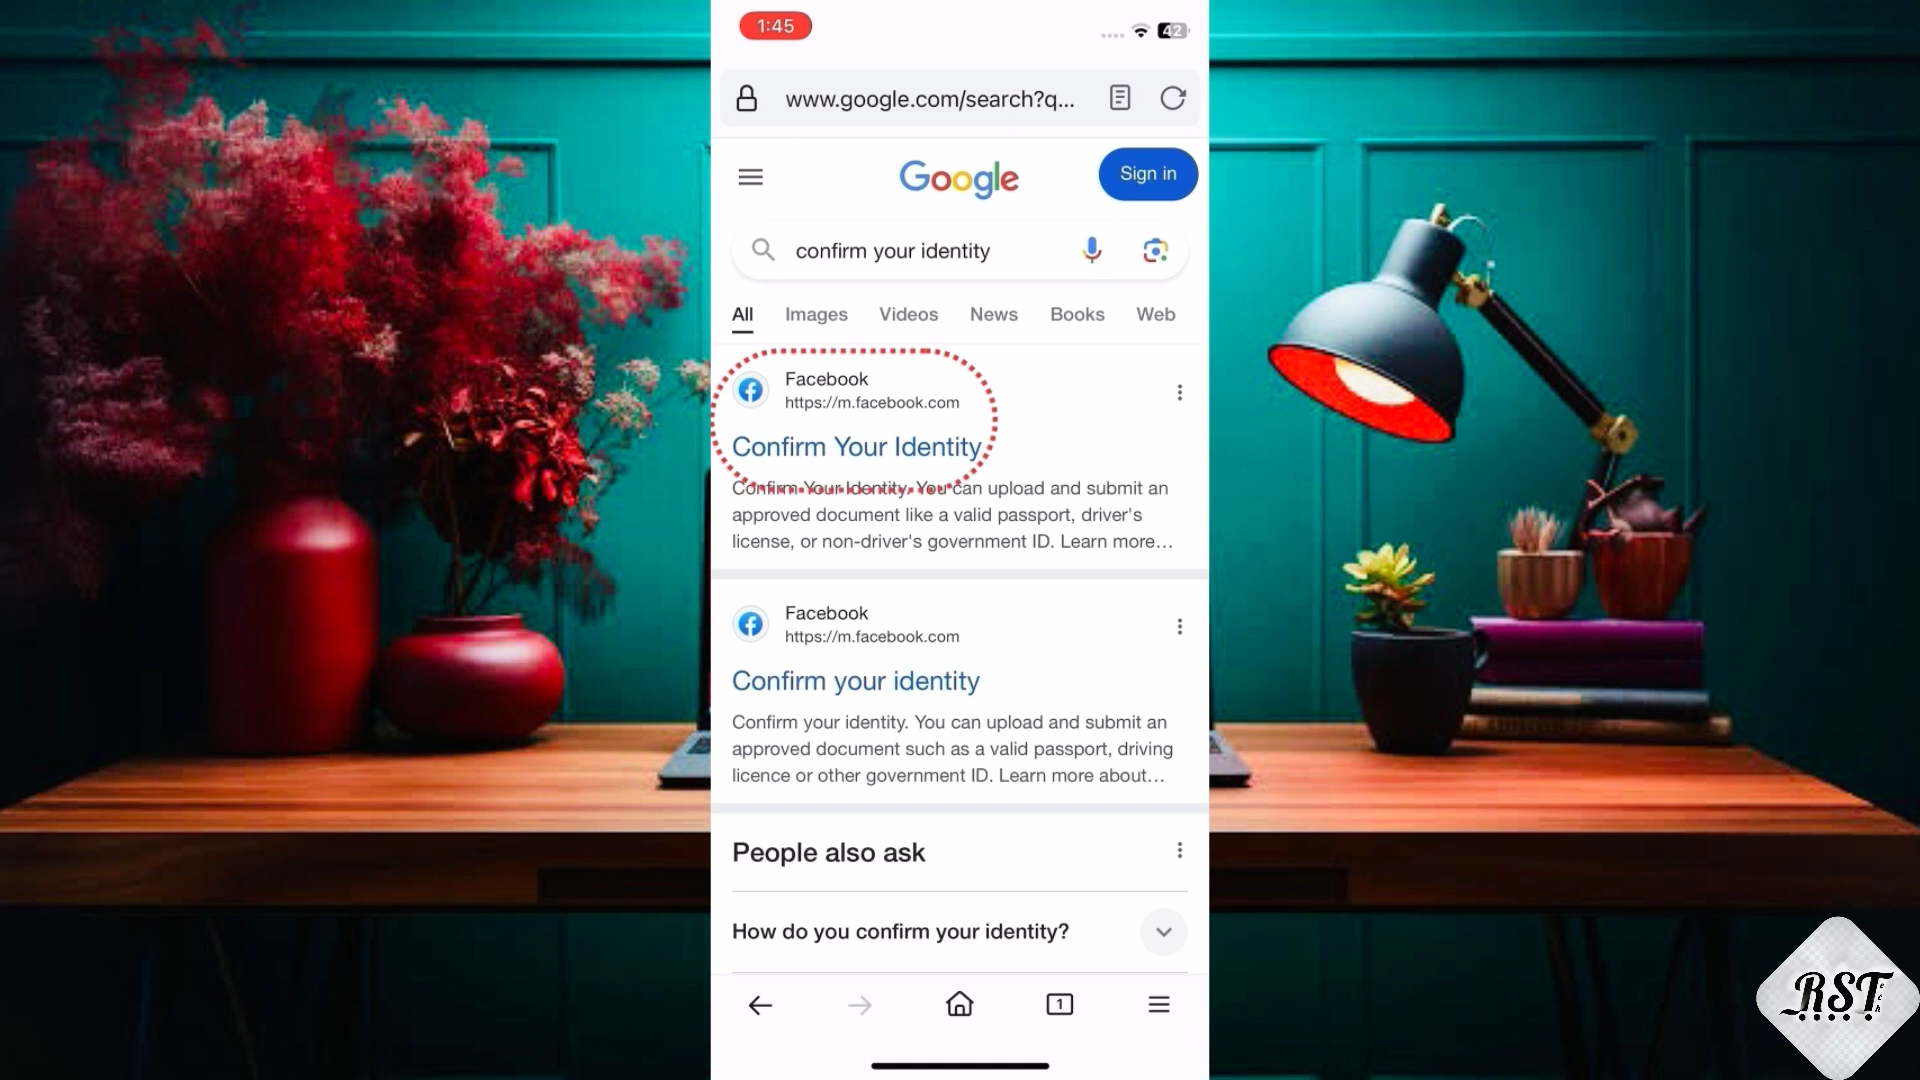 1:45
42
www.google.com/search?q...
Google
Sign in
confirm your identity
All Images Videos News Books Web
Facebook
https://m.facebook.com
Confirm Your Identity
Confirm Your Identity. You can upload and submit an
approved document like a valid passport, driver's
license, or non-driver's government ID. Learn more...
Facebook
https://m.facebook.com
Confirm your identity
Confirm your identity. You can upload and submit an
approved document such as a valid passport, driving
licence or other government ID. Learn more about...
People also ask
How do you confirm your identity?
1
RSTech